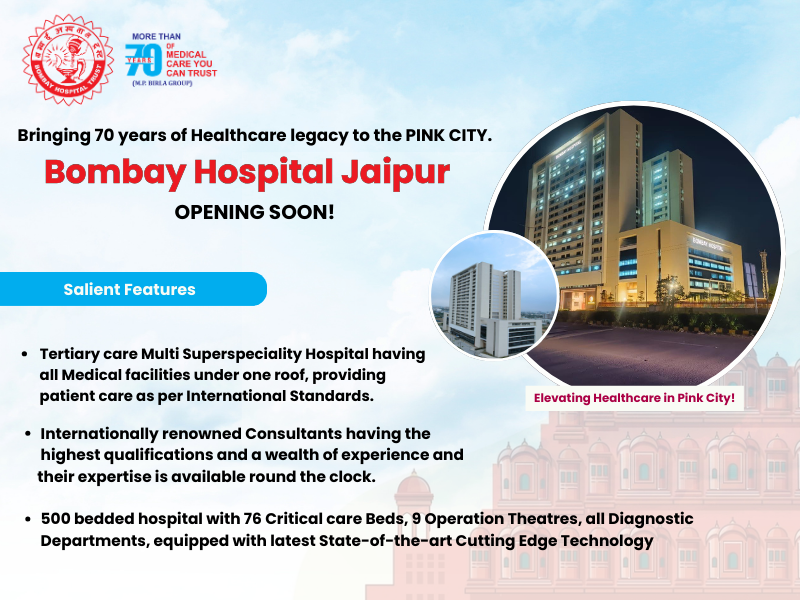 BOMBAY HOSPITAL TRUST
MORE THAN
70 OF
YEARS
MEDICAL
CARE YOU
CAN TRUST
(M.P. BIRLA GROUP)
Bringing 70 years of Healthcare legacy to the PINK CITY.
Bombay Hospital Jaipur
OPENING SOON!
BOMBAY HOSPITAL
Salient Features
• Tertiary care Multi Superspeciality Hospital having
all Medical facilities under one roof, providing
patient care as per International Standards.
Elevating Healthcare in Pink City!
• Internationally renowned Consultants having the
highest qualifications and a wealth of experience and
their expertise is available round the clock.
• 500 bedded hospital with 76 Critical care Beds, 9 Operation Theatres, all Diagnostic
Departments, equipped with latest State-of-the-art Cutting Edge Technology